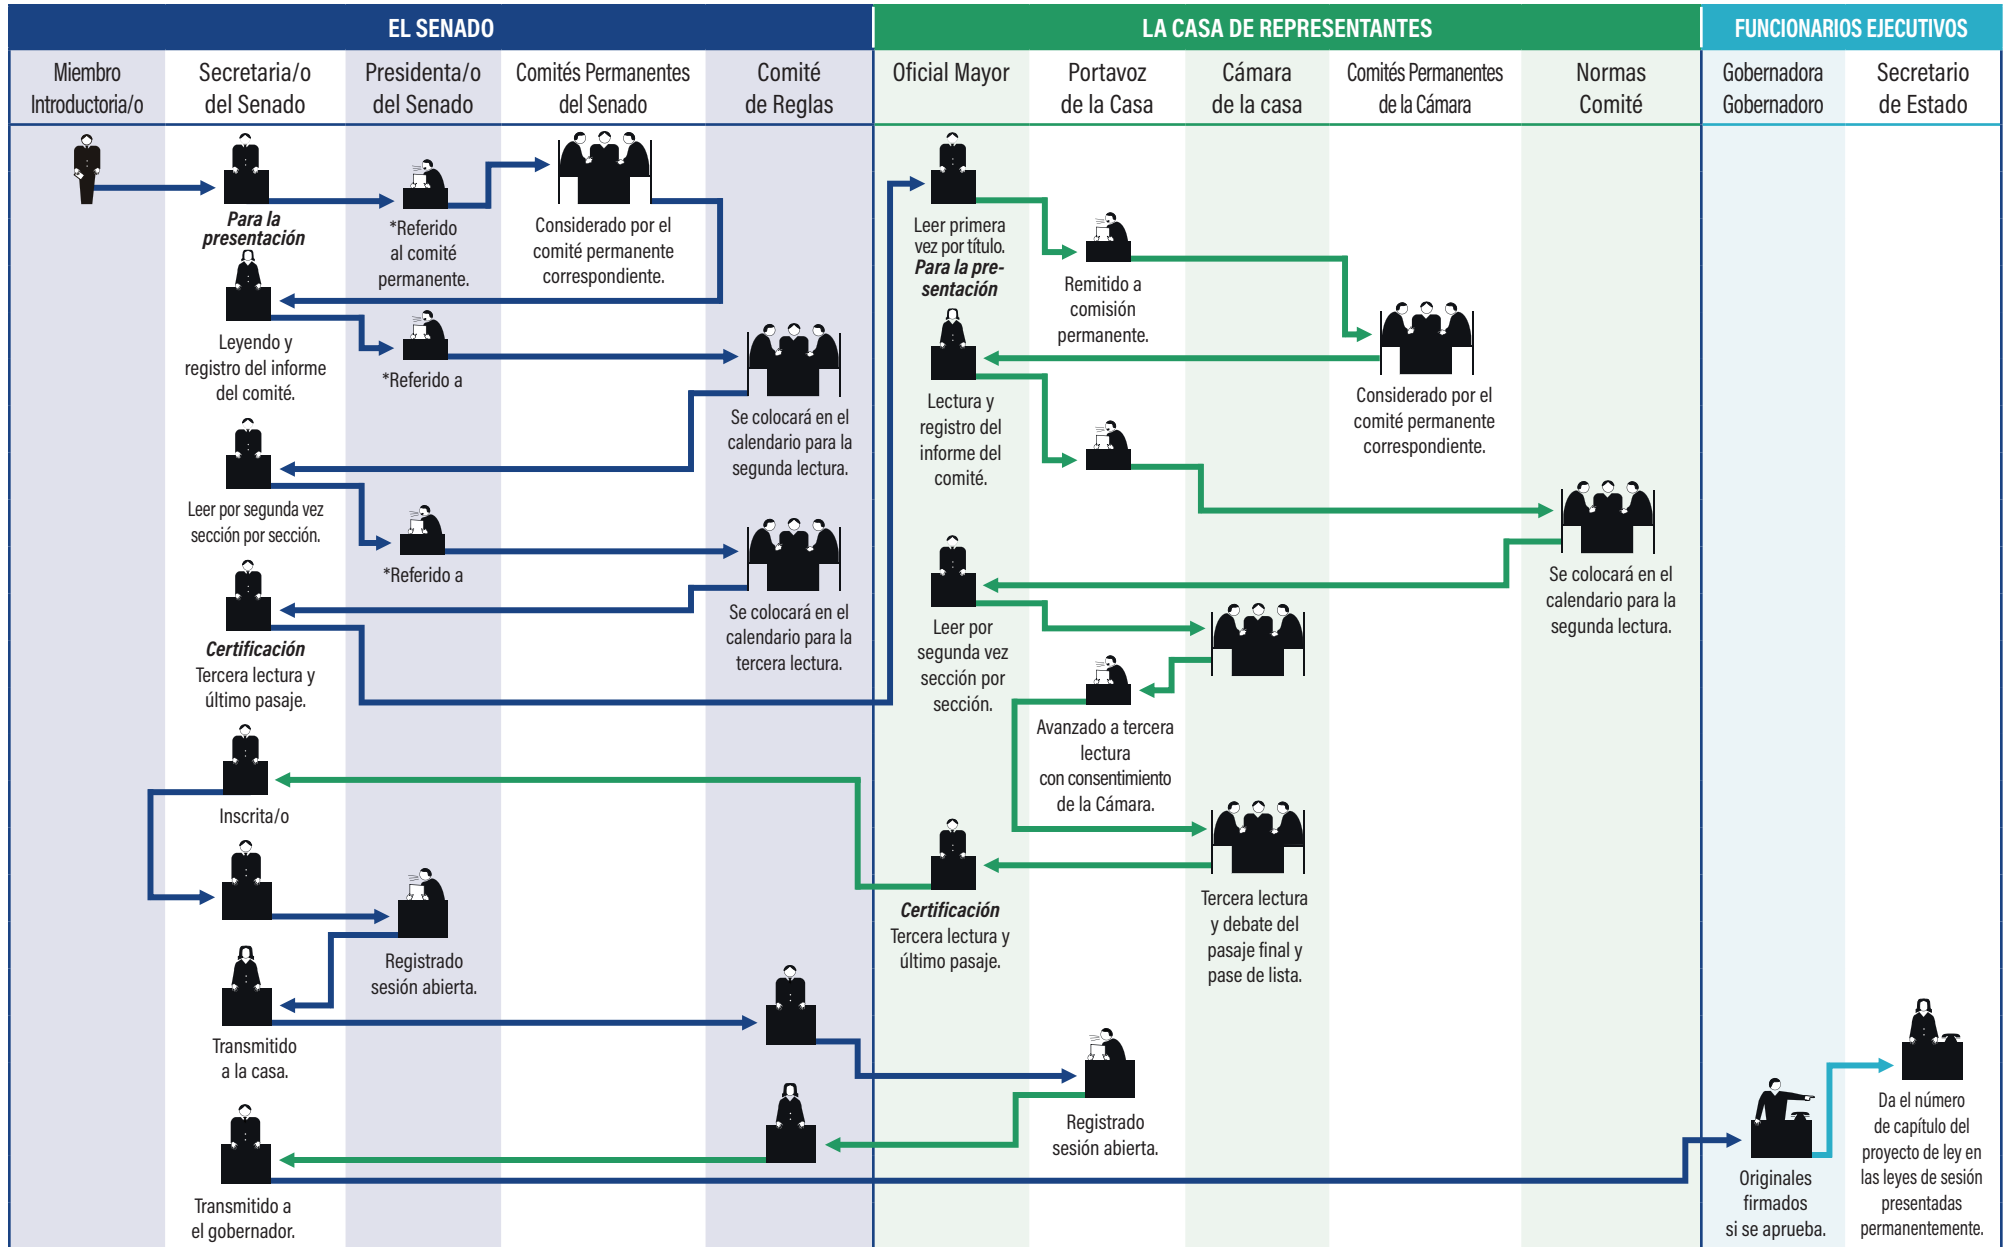 EL SENADO
LA CASA DE REPRESENTANTES
FUNCIONARIOS EJECUTIVOS
Miembro
Introductoria/o
Secretaria/o
del Senado
Presidenta/o
del Senado
Comités Permanentes
del Senado
Comité
de Reglas
Oficial Mayor
Portavoz
de la Casa
Cámara
de la casa
Comités Permanentes
de la Cámara
Normas
Comité
Gobernadora
Gobernadoro
Secretario
de Estado
Para la
presentación
*Referido
al comité
permanente.
Considerado por el
comité permanente
correspondiente.
Leyendo y
registro del informe
del comité.
*Referido a
Se colocará en el
calendario para la
segunda lectura.
Leer por segunda vez
sección por sección.
*Referido a
Se colocará en el
calendario para la
tercera lectura.
Certificación
Tercera lectura y
último pasaje.
Inscrita/o
Registrado
sesión abierta.
Transmitido
a la casa.
Transmitido a
el gobernador.
Leer primera
vez por título.
Para la pre-
sentación
Remitido a
comisión
permanente.
Considerado por el
comité permanente
correspondiente.
Lectura y
registro del
informe del
comité.
Se colocará en el
calendario para la
segunda lectura.
Leer por
segunda vez
sección por
sección.
Avanzado a tercera
lectura
con consentimiento
de la Cámara.
Tercera lectura
y debate del
pasaje final y
pase de lista.
Certificación
Tercera lectura y
último pasaje.
Registrado
sesión abierta.
Originales
firmados
si se aprueba.
Da el número
de capítulo del
proyecto de ley en
las leyes de sesión
presentadas
permanentemente.